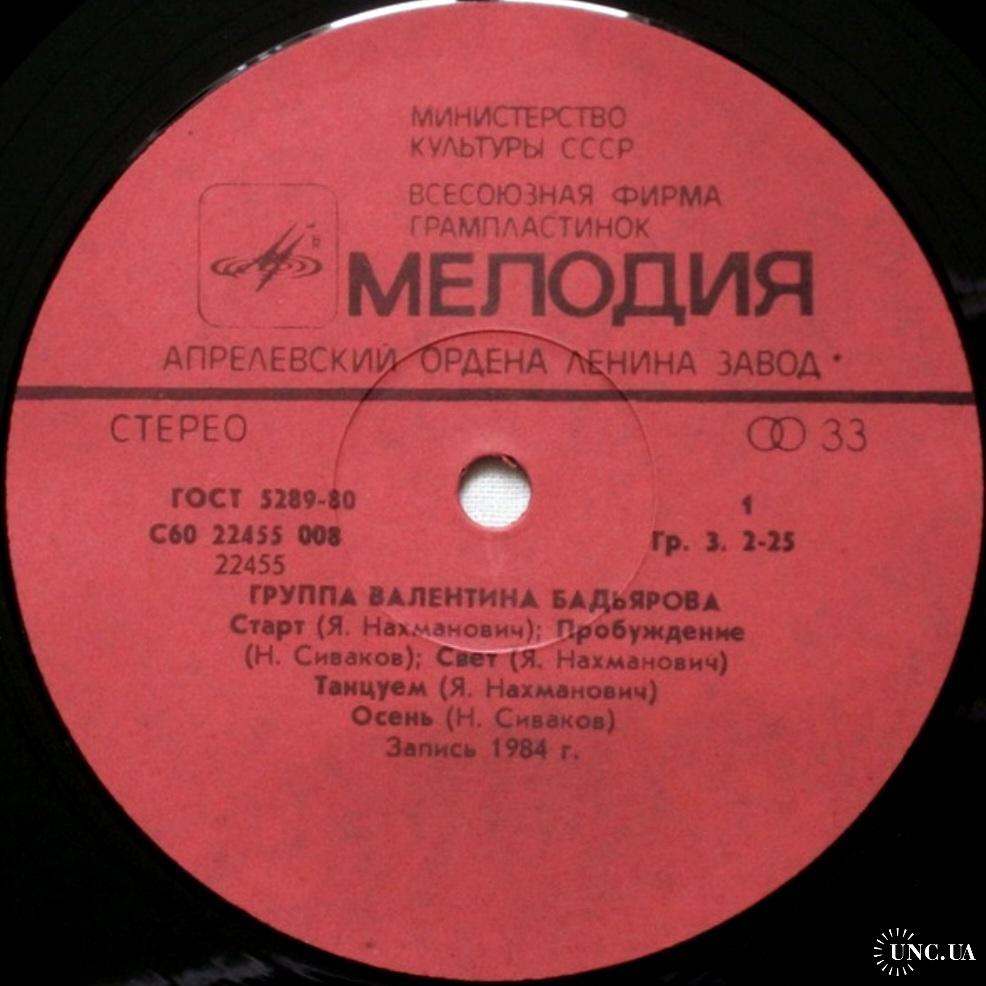 МИНИСТЕРСТВО
КУЛЬТУРЫ СССР
ВСЕСОЮЗНАЯ ФИРМА
ГРАМПЛАСТИНОК
R
МЕЛОДИЯ
АПРЕЛЕВСКИЙ ОРДЕНА ЛЕНИНА ЗАВОД
СТЕРЕО
33
ГОСТ 5289-80
1
С60 22455 008
Гр. 3. 2-25
22455
ГРУППА ВАЛЕНТИНА БАДЬЯРОВА
Старт (Я. Нахманович); Пробуждение
(Н. Сиваков); Свет (Я. Нахманович)
Танцуем (Я. Нахманович)
Осень (Н. Сиваков)
Запись 1984 г.
UNC.UA